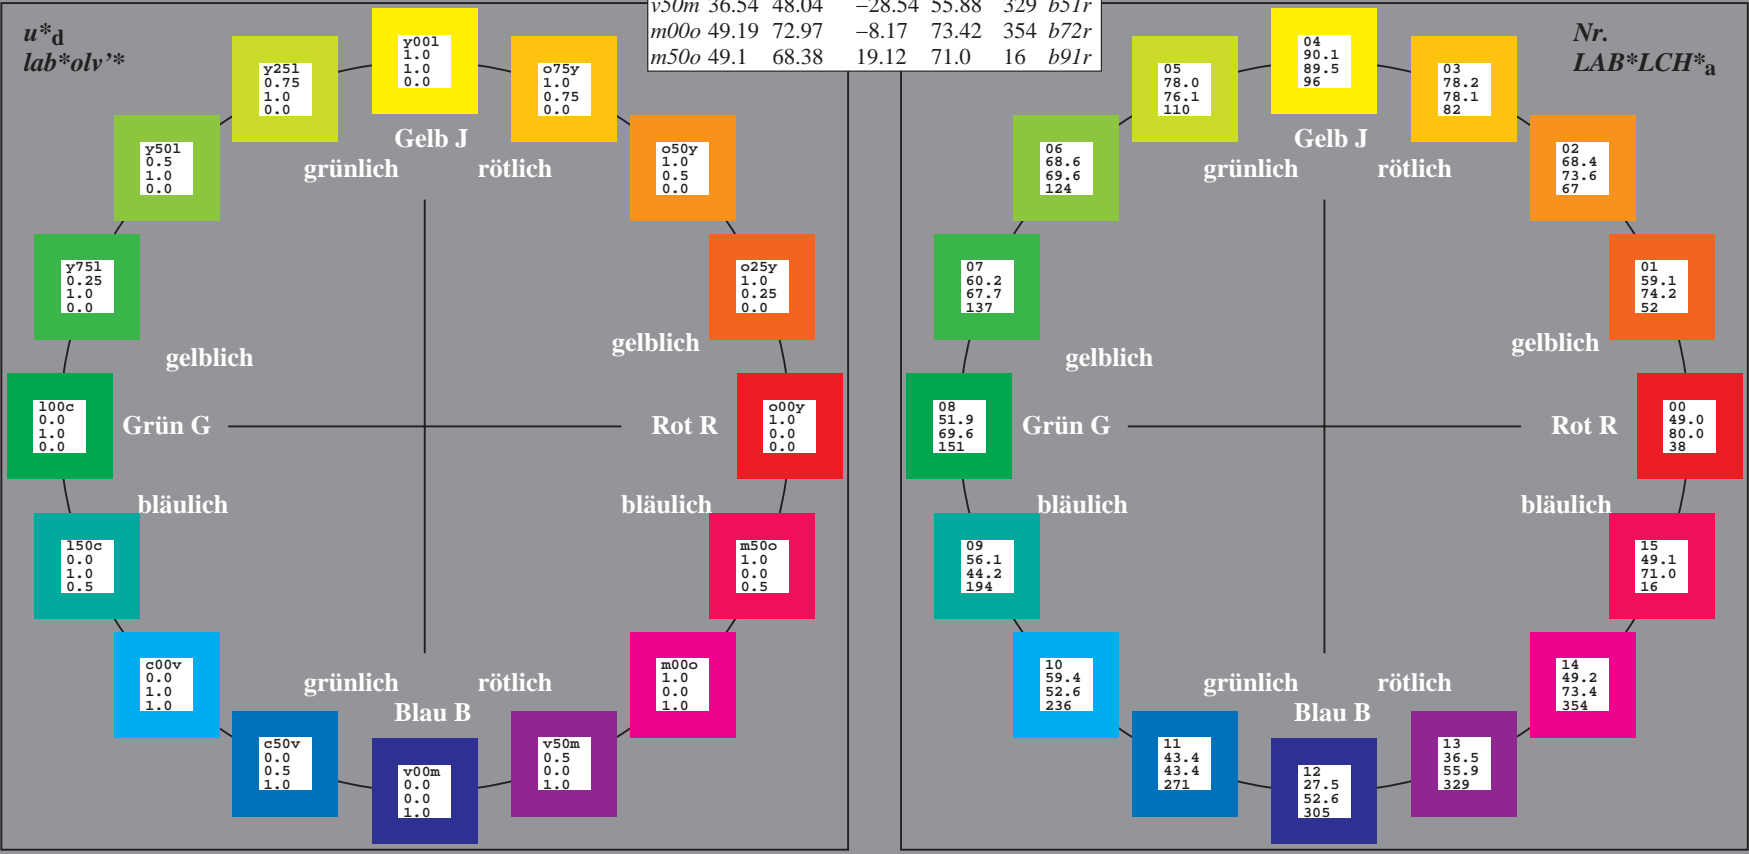 v50m 36.54 48.04 −28.54 55.88 329 b51r
m00o 49.19 72.97 −8.17 73.42 354 b72r
m50o 49.1 68.38 19.12 71.0 16 b91r
u*d
lab*olv'*
y00l
1.0
1.0
0.0
y25l
0.75
1.0
0.0
o75y
1.0
0.75
0.0
Gelb J
grünlich rötlich
y50l
0.5
1.0
0.0
o50y
1.0
0.5
0.0
y75l
0.25
1.0
0.0
o25y
1.0
0.25
0.0
gelblich
gelblich
l00c
0.0
1.0
0.0
Grün G
Rot R
o00y
1.0
0.0
0.0
bläulich
bläulich
l50c
0.0
1.0
0.5
m50o
1.0
0.0
0.5
c00v
0.0
1.0
1.0
m00o
1.0
0.0
1.0
grünlich rötlich
Blau B
c50v
0.0
0.5
1.0
v00m
0.0
0.0
1.0
v50m
0.5
0.0
1.0
Nr.
LAB*LCH*a
04
90.1
89.5
96
05
78.0
76.1
110
03
78.2
78.1
82
Gelb J
grünlich rötlich
06
68.6
69.6
124
02
68.4
73.6
67
07
60.2
67.7
137
01
59.1
74.2
52
gelblich
gelblich
08
51.9
69.6
151
Grün G
Rot R
00
49.0
80.0
38
bläulich
bläulich
09
56.1
44.2
194
15
49.1
71.0
16
10
59.4
52.6
236
14
49.2
73.4
354
grünlich rötlich
Blau B
11
43.4
43.4
271
12
27.5
52.6
305
13
36.5
55.9
329